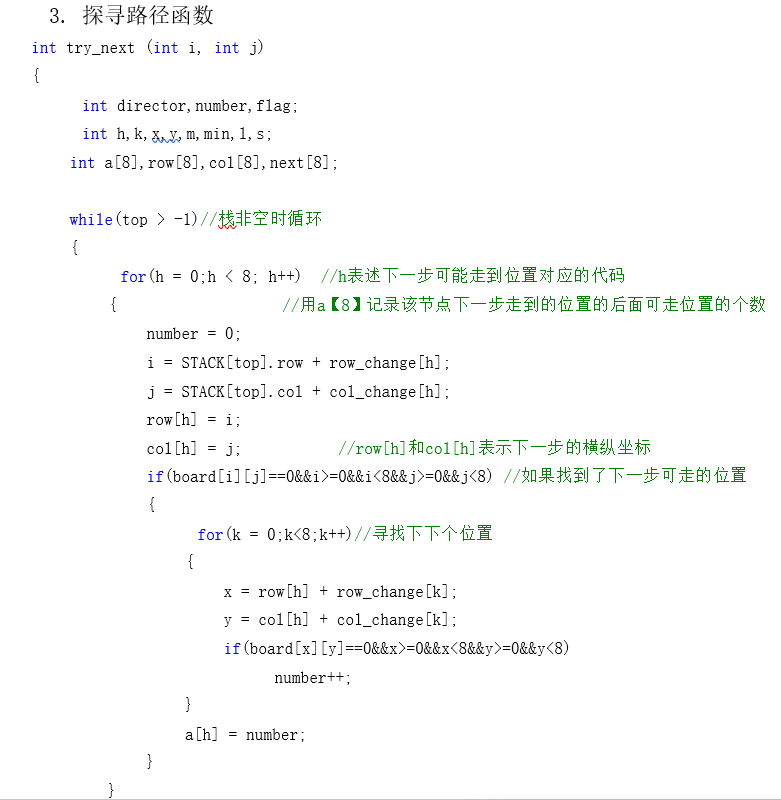 3. 探寻路径函数
int try_next (int i, int j)
{
int director,number,flag;
int h,k,x,y,m,min,l,s;
int a[8],row[8],col[8],next[8];
while(top > -1)//栈非空时循环
{
for(h = 0;h < 8; h++) //h表述下一步可能走到位置对应的代码
{ //用a【8】记录该节点下一步走到的位置的后面可走位置的个数
number = 0;
i = STACK[top].row + row_change[h];
j = STACK[top].col + col_change[h];
row[h] = i;
col[h] = j; //row[h]和col[h]表示下一步的横纵坐标
if(board[i][j]==0&&i>=0&&i<8&&j>=0&&j<8) //如果找到了下一步可走的位置
{
for(k = 0;k<8;k++)//寻找下下个位置
{
x = row[h] + row_change[k];
y = col[h] + col_change[k];
if(board[x][y]==0&&x>=0&&x<8&&y>=0&&y<8)
number++;
}
a[h] = number;
}
}